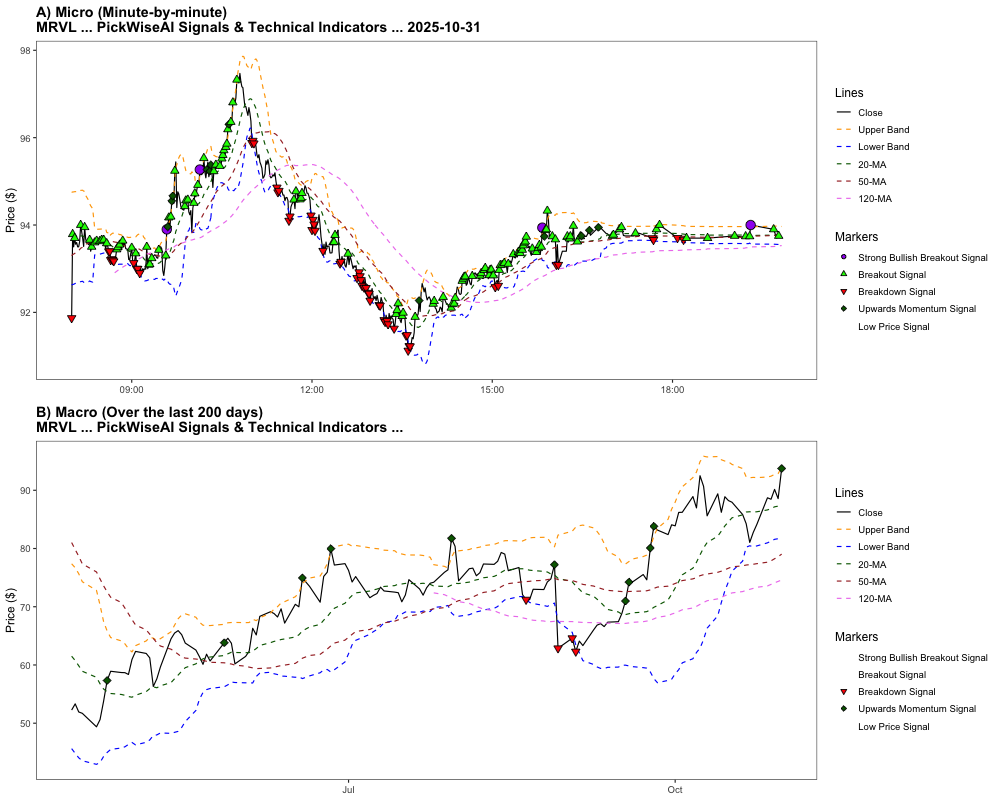 A) Micro (Minute-by-minute)
MRVL ... PickWiseAI Signals & Technical Indicators ... 2025-10-31
98
96
94
92
Price ($)
09:00
12:00
15:00
18:00
Lines
Close
Upper Band
Lower Band
20-MA
50-MA
120-MA
Markers
Strong Bullish Breakout Signal
Breakout Signal
Breakdown Signal
Upwards Momentum Signal
Low Price Signal
B) Macro (Over the last 200 days)
MRVL ... PickWiseAI Signals & Technical Indicators ...
90
80
70
60
50
Price ($)
Jul
Oct
Lines
Close
Upper Band
Lower Band
20-MA
50-MA
120-MA
Markers
Strong Bullish Breakout Signal
Breakout Signal
Breakdown Signal
Upwards Momentum Signal
Low Price Signal